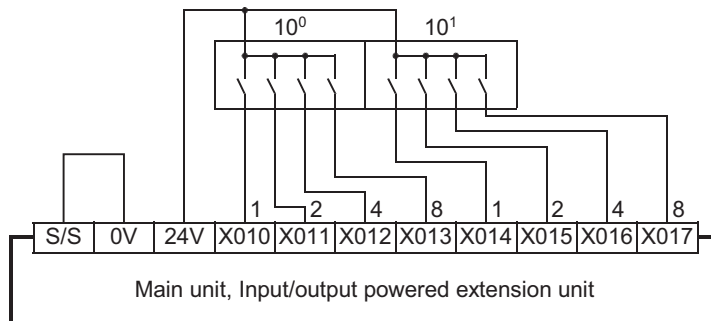 10⁰ 10¹
1 2 4 8 1 2 4 8
S/S 0V 24V X010 X011 X012 X013 X014 X015 X016 X017
Main unit, Input/output powered extension unit